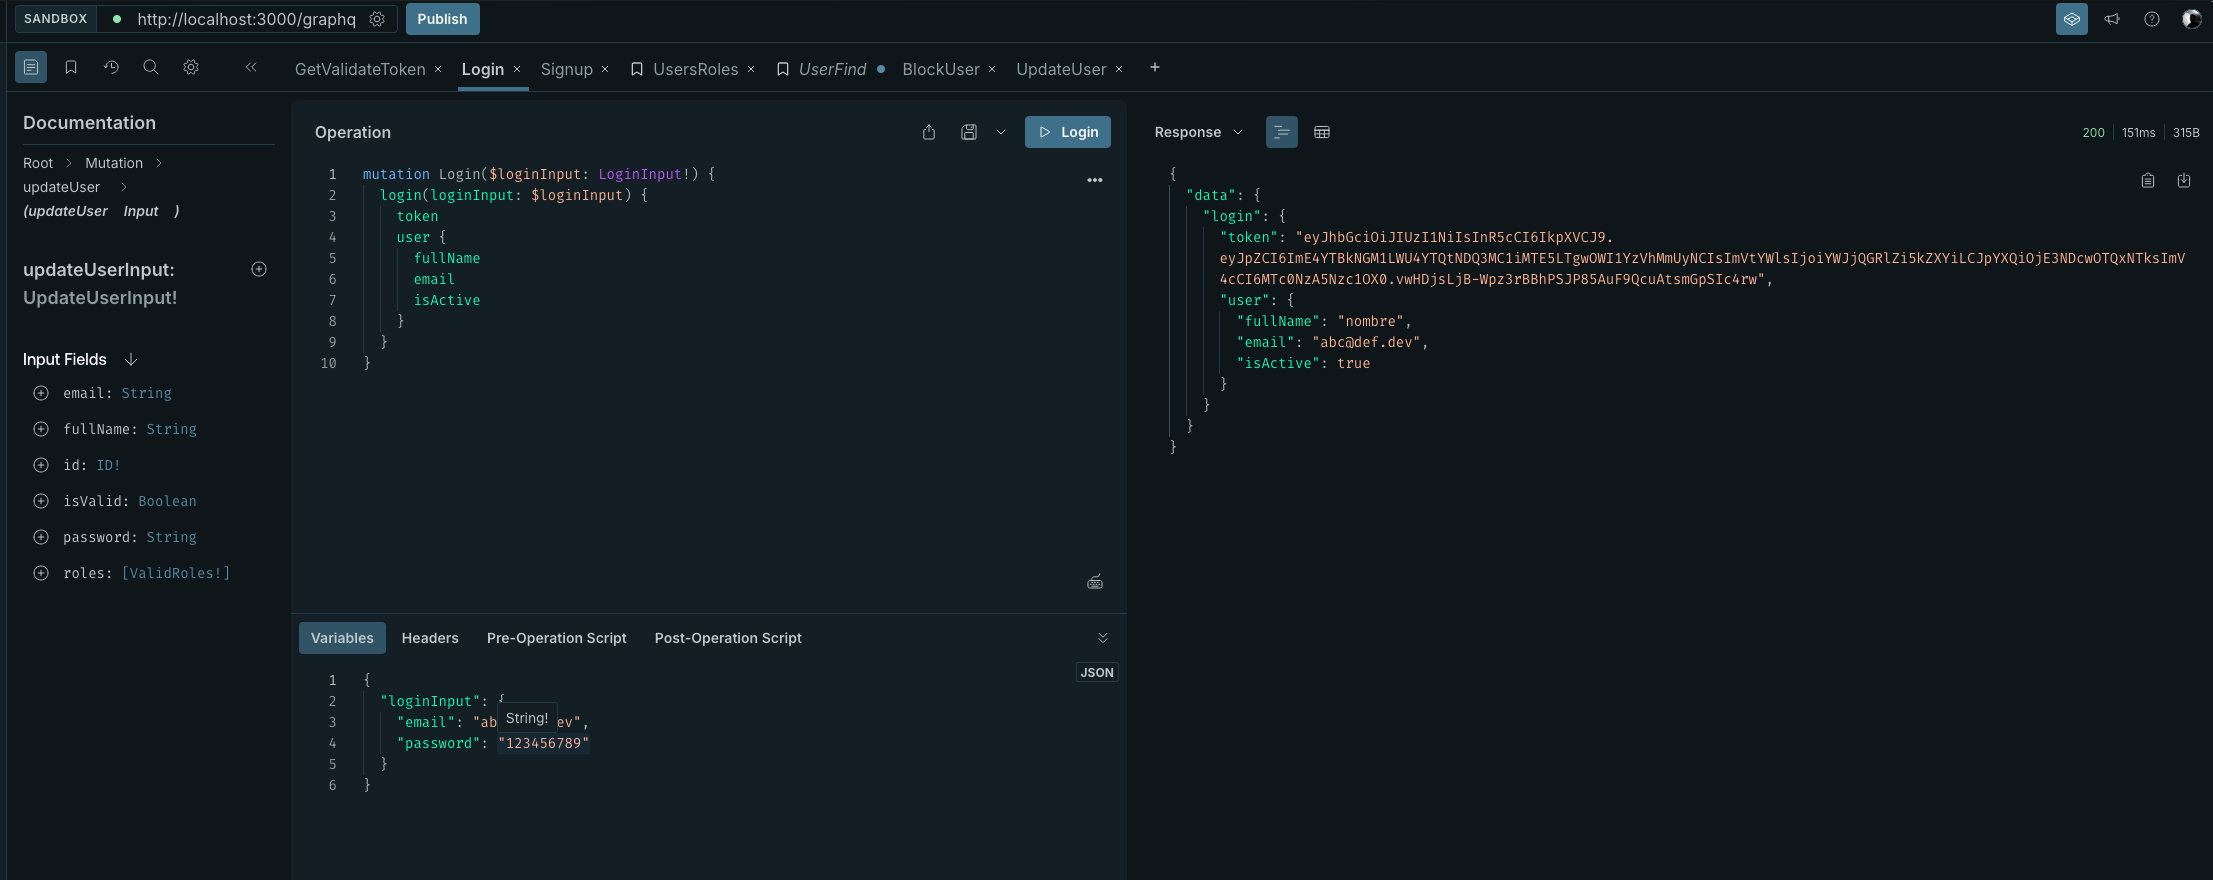 SANDBOX http://localhost:3000/graphq Publish
GetValidateToken Login Signup UsersRoles UserFind BlockUser UpdateUser
Documentation
Root Mutation
updateUser
(updateUser Input )
updateUserInput:
UpdateUserInput!
Input Fields
email: String
fullName: String
id: ID!
isValid: Boolean
password: String
roles: [ValidRoles!]
Operation
Login
1 mutation Login($loginInput: LoginInput!) {
2 login(loginInput: $loginInput) {
3 token
4 user {
5 fullName
6 email
7 isActive
8 }
9 }
10 }
Variables Headers Pre-Operation Script Post-Operation Script
JSON
1 {
2 "loginInput": {
3 "email": "ab ev",
String!
4 "password": "123456789"
5 }
6 }
Response
200 151ms 315B
{
"data": {
"login": {
"token": "eyJhbGciOiJIUzI1NiIsInR5cCI6IkpXVCJ9.
eyJpZCI6ImE4YTBkNGM1LWU4YTQtNDQ3MC1iMTE5LTgwOWI1YzVhMmUyNCIsImVtYWlsIjoiYWJjQGRlZi5kZXYiLCJpYXQiOjE3NDcwOTQxNTksImV
4cCI6MTc0NzA5Nzc1OX0.vwHDjsLjB-Wpz3rBBhPSJP85AuF9QcuAtsmGpSIc4rw",
"user": {
"fullName": "nombre",
"email": "abc@def.dev",
"isActive": true
}
}
}
}